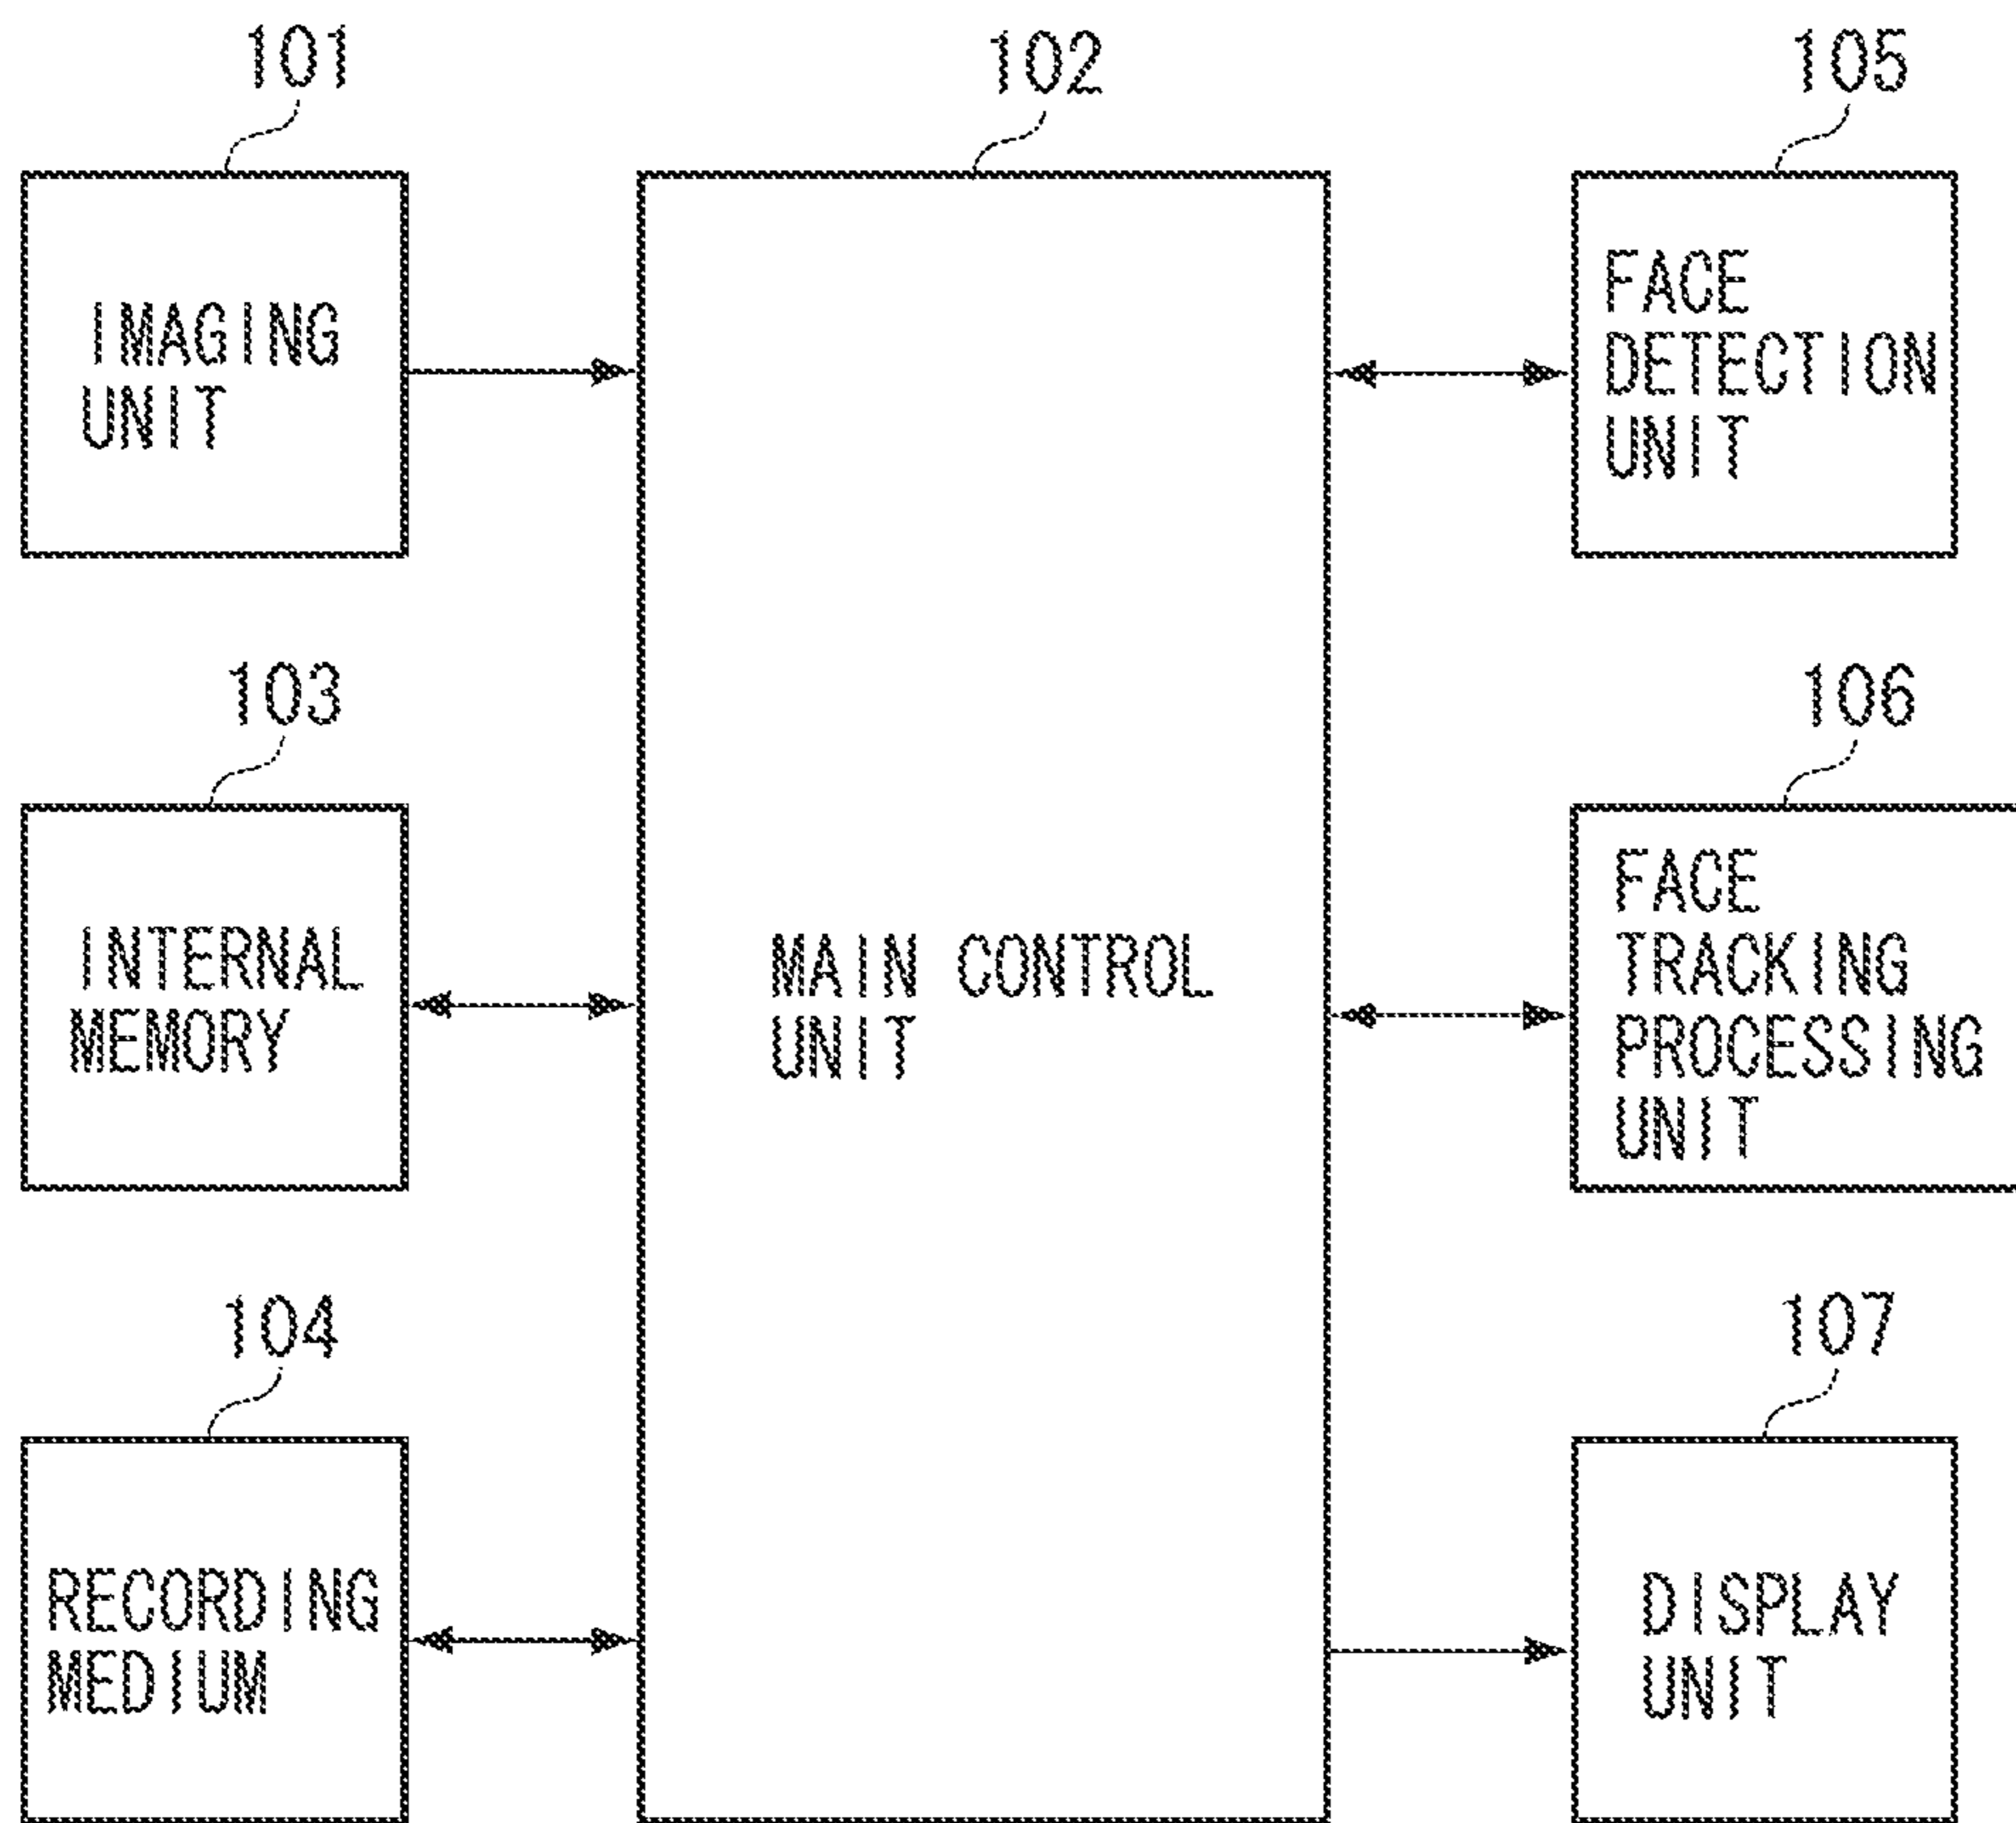 101
IMAGING
UNIT
102
MAIN CONTROL
UNIT
105
FACE
DETECTION
UNIT
103
INTERNAL
MEMORY
106
FACE
TRACKING
PROCESSING
UNIT
104
RECORDING
MEDIUM
107
DISPLAY
UNIT